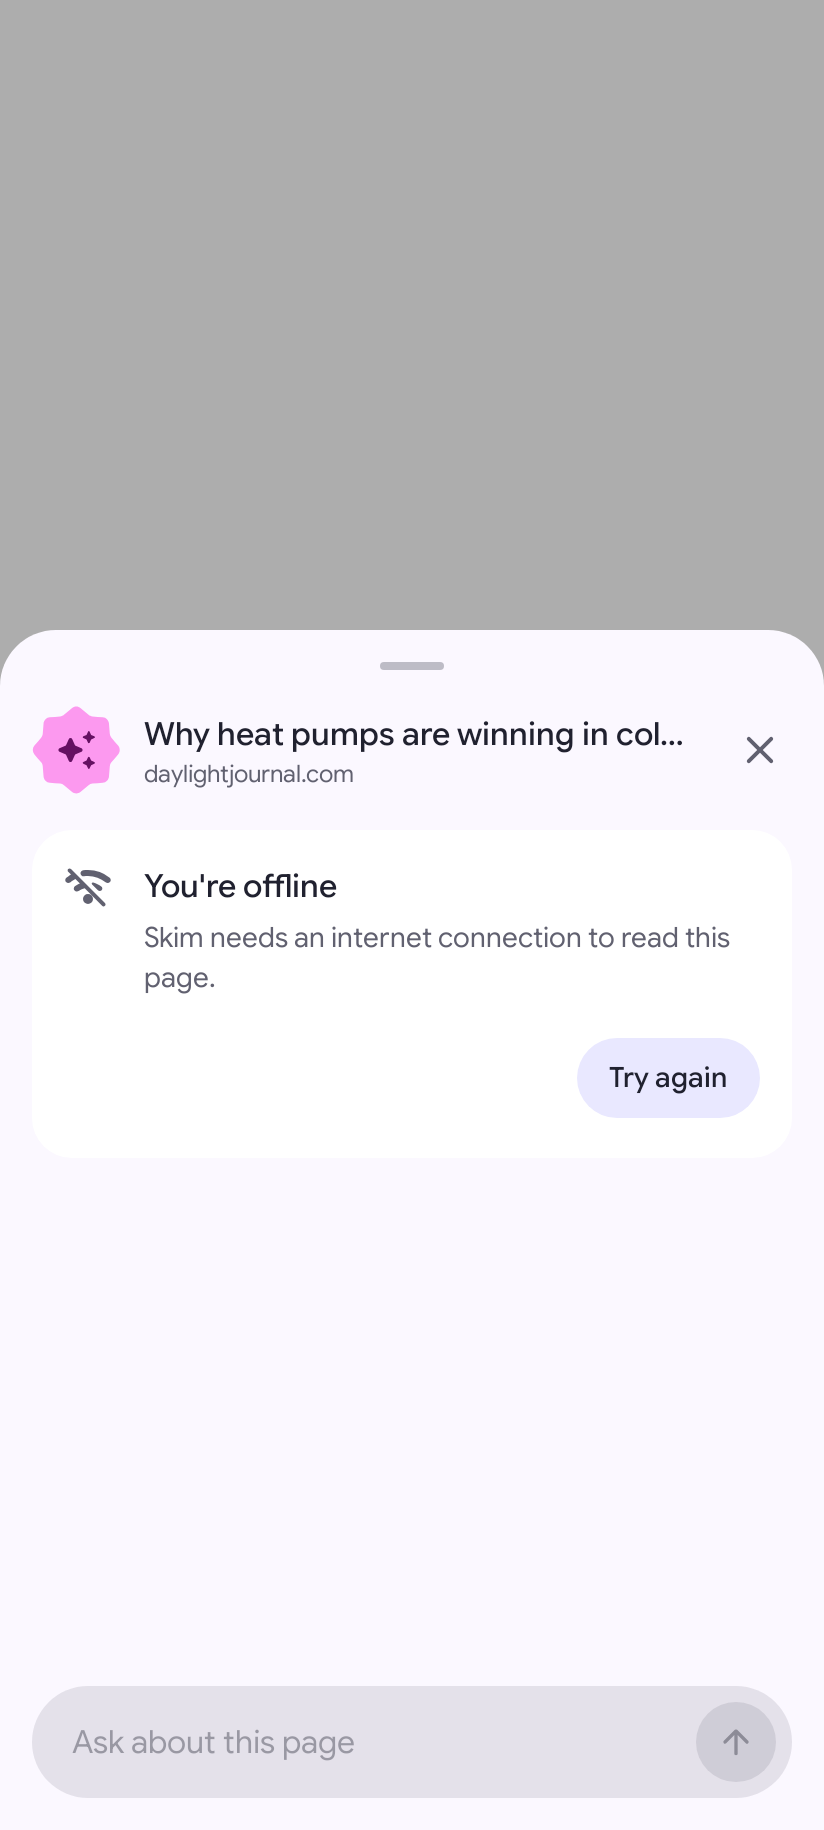 Why heat pumps are winning in col...
daylightjournal.com
You're offline
Skim needs an internet connection to read this
page.
Try again
Ask about this page